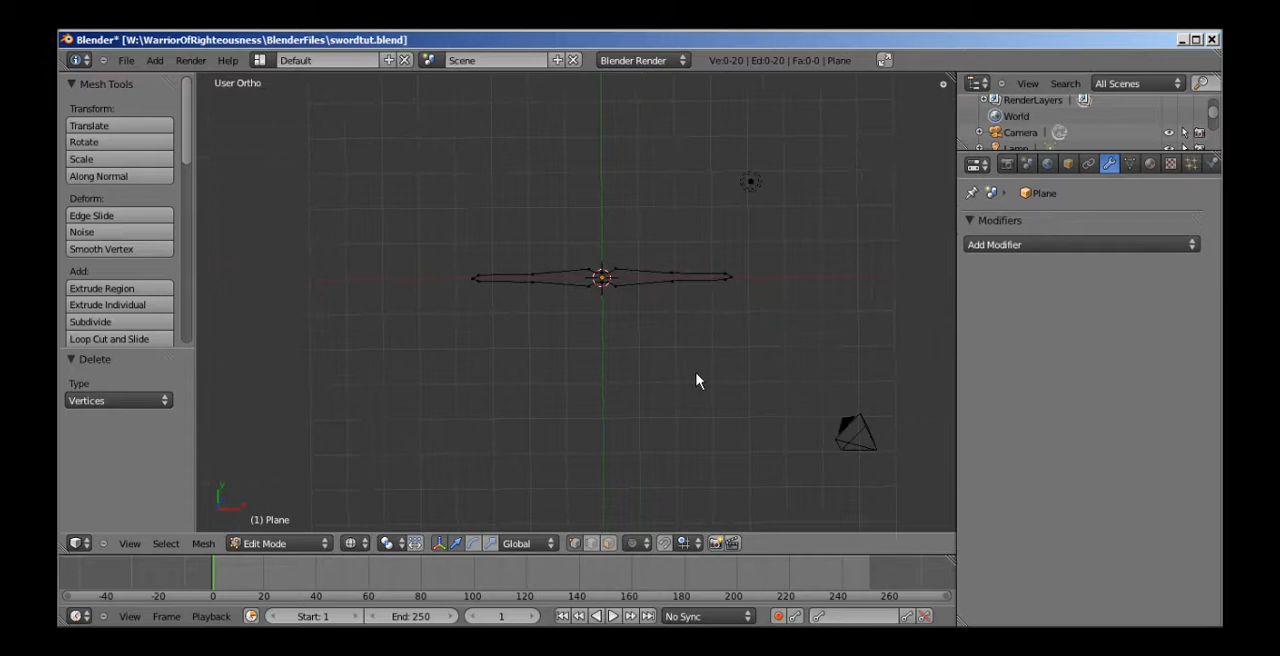 Blender* [W:\WarriorOfRighteousness\BlenderFiles\swordtut.blend]
File Add Render Help Default Scene Blender Render Ve:0-20 | Ed:0-20 | Fa:0-0 | Plane
Mesh Tools
Transform:
Translate
Rotate
Scale
Along Normal
Deform:
Edge Slide
Noise
Smooth Vertex
Add:
Extrude Region
Extrude Individual
Subdivide
Loop Cut and Slide
Delete
Type
Vertices
User Ortho
y
x
(1) Plane
View Search All Scenes
RenderLayers
World
Camera
Lamp
Plane
Modifiers
Add Modifier
View Select Mesh Edit Mode Global
-40 -20 0 20 40 60 80 100 120 140 160 180 200 220 240 260
View Frame Playback Start: 1 End: 250 1 No Sync